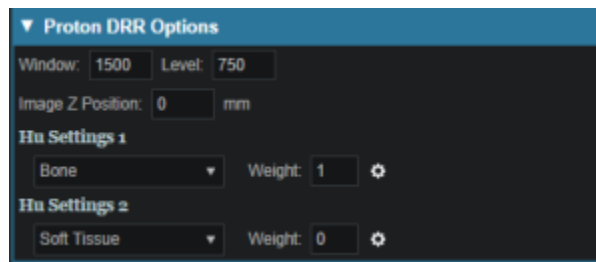 ▼ Proton DRR Options
Window: 1500 Level: 750
Image Z Position: 0 mm
Hu Settings 1
Bone Weight: 1
Hu Settings 2
Soft Tissue Weight: 0